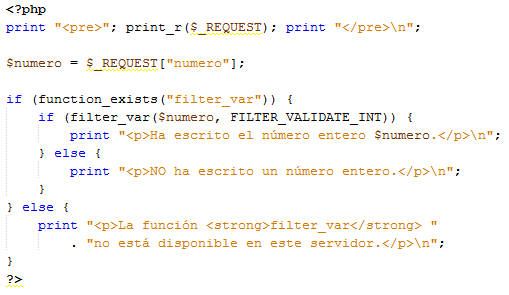 <?php
print "<pre>"; print_r($_REQUEST); print "</pre>\n";
$numero = $_REQUEST["numero"];
if (function_exists("filter_var")) {
    if (filter_var($numero, FILTER_VALIDATE_INT)) {
        print "<p>Ha escrito el número entero $numero.</p>\n";
    } else {
        print "<p>NO ha escrito un número entero.</p>\n";
    }
} else {
    print "<p>La función <strong>filter_var</strong> "
        . "no está disponible en este servidor.</p>\n";
}
?>